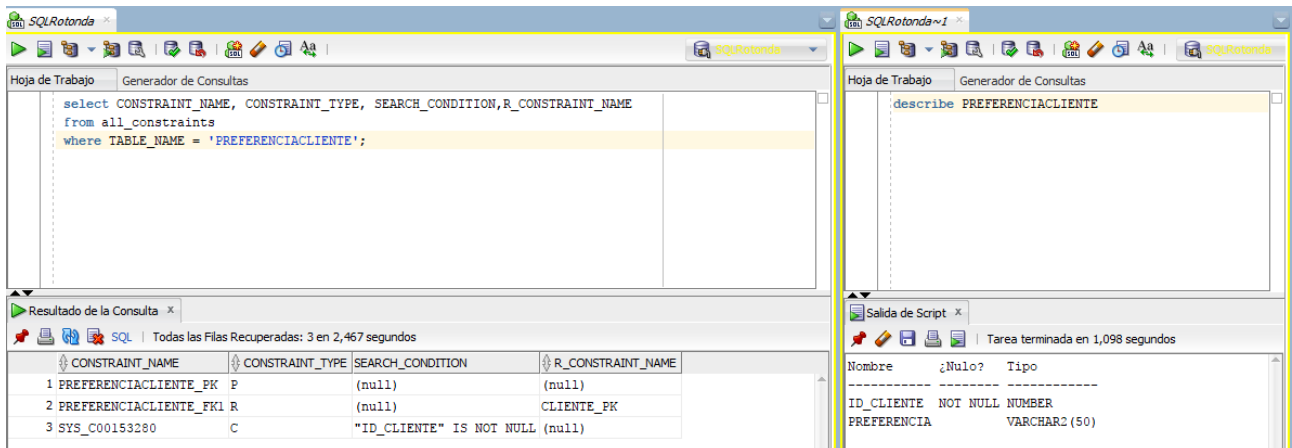 SQLRotonda
Hoja de Trabajo Generador de Consultas
select CONSTRAINT_NAME, CONSTRAINT_TYPE, SEARCH_CONDITION,R_CONSTRAINT_NAME
from all_constraints
where TABLE_NAME = 'PREFERENCIACLIENTE';
Resultado de la Consulta x
SQL | Todas las Filas Recuperadas: 3 en 2,467 segundos
CONSTRAINT_NAME CONSTRAINT_TYPE SEARCH_CONDITION R_CONSTRAINT_NAME
1 PREFERENCIACLIENTE_PK P (null) (null)
2 PREFERENCIACLIENTE_FK1 R (null) CLIENTE_PK
3 SYS_C00153280 C "ID_CLIENTE" IS NOT NULL (null)
SQLRotonda~1
Hoja de Trabajo Generador de Consultas
describe PREFERENCIACLIENTE
Salida de Script x
Tarea terminada en 1,098 segundos
Nombre ¿Nulo? Tipo
----------- -------- ------------
ID_CLIENTE NOT NULL NUMBER
PREFERENCIA VARCHAR2(50)